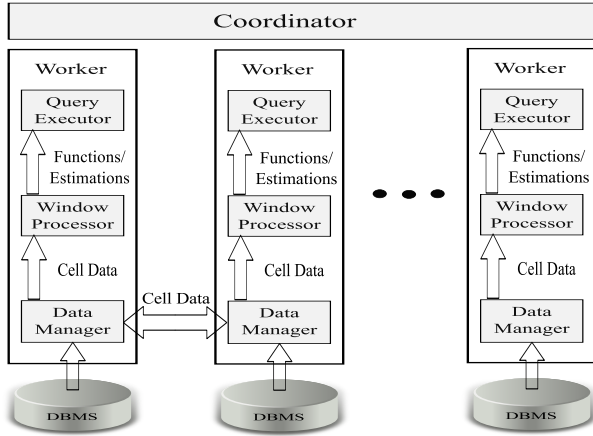 Coordinator
Worker
Query
Executor
Functions/
Estimations
Window
Processor
Cell Data
Data
Manager
DBMS
Cell Data
Worker
Query
Executor
Functions/
Estimations
Window
Processor
Cell Data
Data
Manager
DBMS
Worker
Query
Executor
Functions/
Estimations
Window
Processor
Cell Data
Data
Manager
DBMS